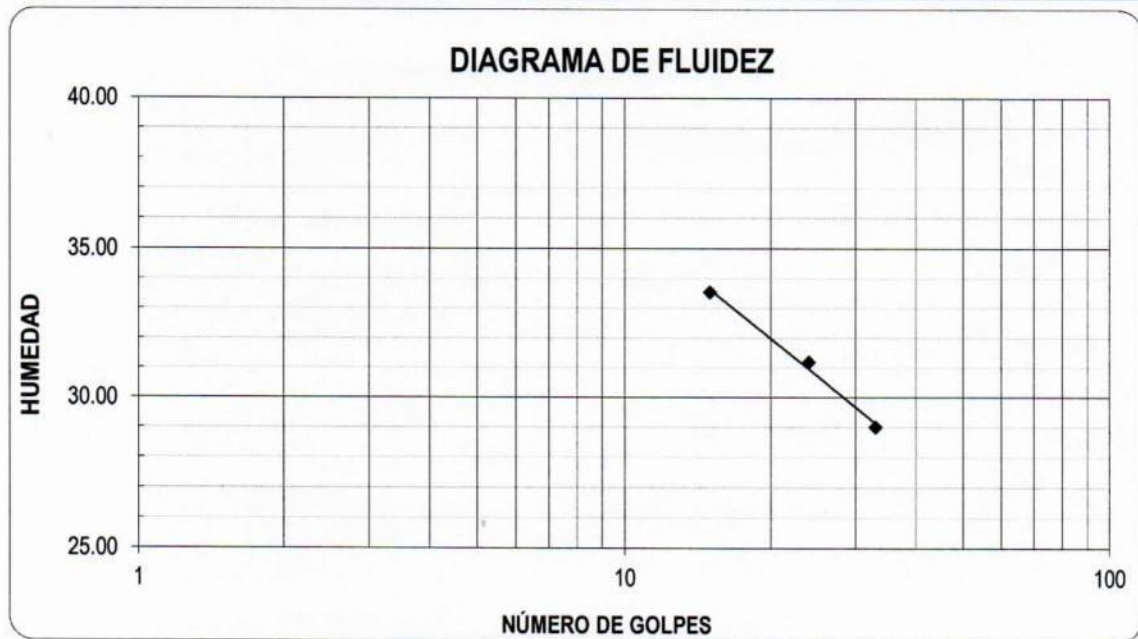 DIAGRAMA DE FLUIDEZ
40.00
35.00
30.00
25.00
HUMEDAD
1
10
100
NÚMERO DE GOLPES